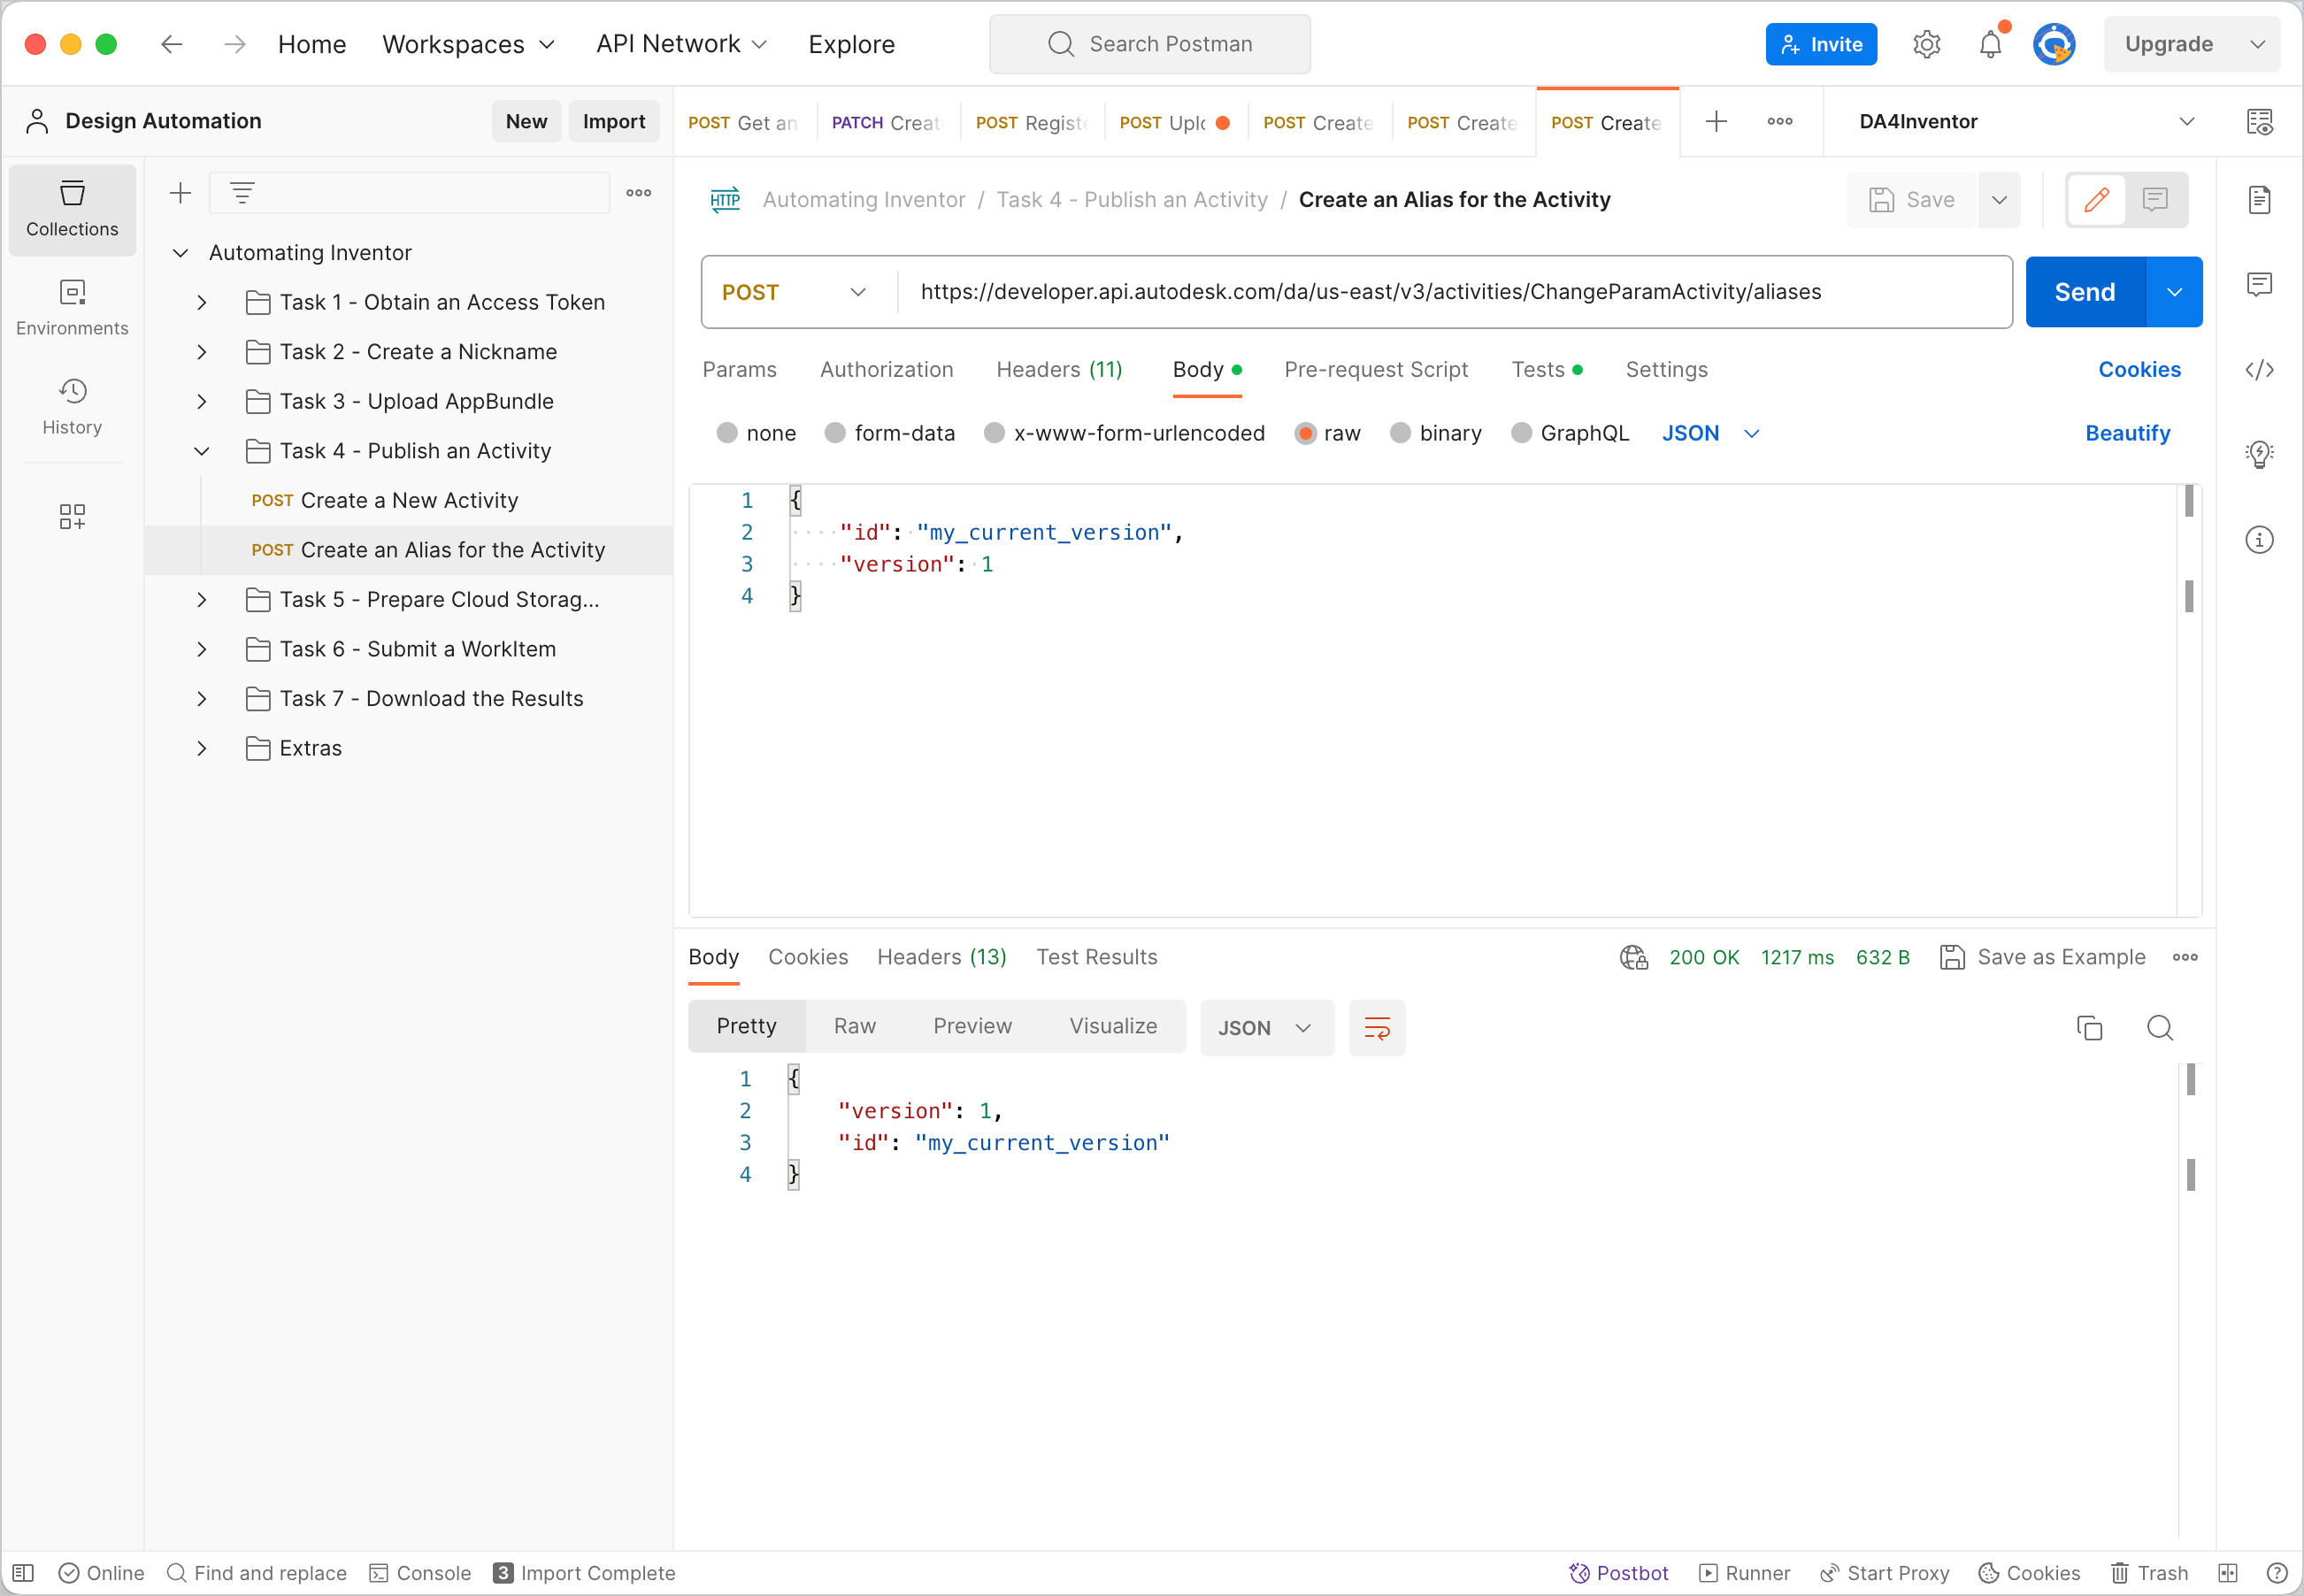 Home Workspaces API Network Explore Search Postman Invite Upgrade
Design Automation New Import
POST Get an PATCH Creat POST Registe POST Uplo POST Create POST Create POST Create DA4Inventor
Collections
Environments
History
Automating Inventor
Task 1 - Obtain an Access Token
Task 2 - Create a Nickname
Task 3 - Upload AppBundle
Task 4 - Publish an Activity
POST Create a New Activity
POST Create an Alias for the Activity
Task 5 - Prepare Cloud Storag...
Task 6 - Submit a WorkItem
Task 7 - Download the Results
Extras
HTTP Automating Inventor / Task 4 - Publish an Activity / Create an Alias for the Activity Save
POST https://developer.api.autodesk.com/da/us-east/v3/activities/ChangeParamActivity/aliases Send
Params Authorization Headers (11) Body Pre-request Script Tests Settings Cookies
none form-data x-www-form-urlencoded raw binary GraphQL JSON Beautify
1 {
2 "id": "my_current_version",
3 "version": 1
4 }
Body Cookies Headers (13) Test Results 200 OK 1217 ms 632 B Save as Example
Pretty Raw Preview Visualize JSON
1 {
2 "version": 1,
3 "id": "my_current_version"
4 }
Online Find and replace Console 3 Import Complete Postbot Runner Start Proxy Cookies Trash